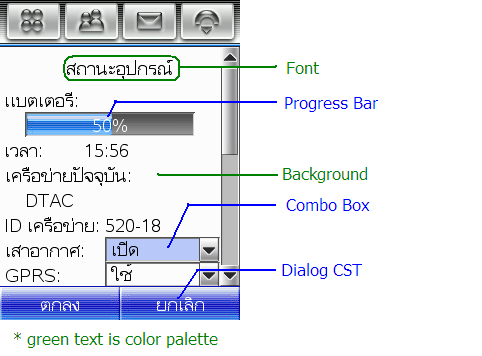 สถานะอุปกรณ์
Font
แบตเตอรี:
Progress Bar
50%
เวลา: 15:56
เครือข่ายปัจจุบัน:
Background
DTAC
Combo Box
ID เครือข่าย: 520-18
เสาอากาศ: เปิด
GPRS: ใช้
Dialog CST
ตกลง ยกเลิก
* green text is color palette